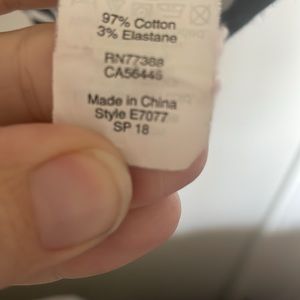 97% Cotton
3% Elastane
RN77388
CA56445
Made in China
Style E7077
SP 18